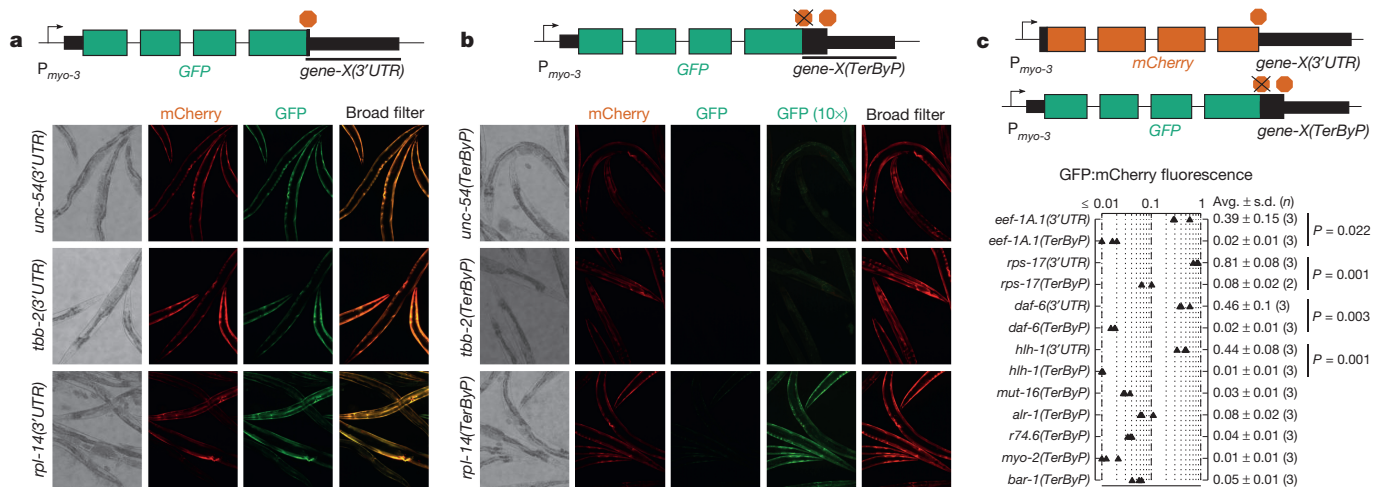 a
P myo-3
GFP
gene-X(3'UTR)
mCherry
GFP
Broad filter
unc-54(3'UTR)
tbb-2(3'UTR)
rpl-14(3'UTR)
b
P myo-3
GFP
gene-X(TerByP)
mCherry
GFP
GFP (10×)
Broad filter
unc-54(TerByP)
tbb-2(TerByP)
rpl-14(TerByP)
c
P myo-3
mCherry
gene-X(3'UTR)
P myo-3
GFP
gene-X(TerByP)
GFP:mCherry fluorescence
≤ 0.01 0.1 1 Avg. ± s.d. (n)
eef-1A.1(3'UTR) 0.39 ± 0.15 (3)
P = 0.022
eef-1A.1(TerByP) 0.02 ± 0.01 (3)
rps-17(3'UTR) 0.81 ± 0.08 (3)
P = 0.001
rps-17(TerByP) 0.08 ± 0.02 (2)
daf-6(3'UTR) 0.46 ± 0.1 (3)
P = 0.003
daf-6(TerByP) 0.02 ± 0.01 (3)
hlh-1(3'UTR) 0.44 ± 0.08 (3)
P = 0.001
hlh-1(TerByP) 0.01 ± 0.01 (3)
mut-16(TerByP) 0.03 ± 0.01 (3)
alr-1(TerByP) 0.08 ± 0.02 (3)
r74.6(TerByP) 0.04 ± 0.01 (3)
myo-2(TerByP) 0.01 ± 0.01 (3)
bar-1(TerByP) 0.05 ± 0.01 (3)